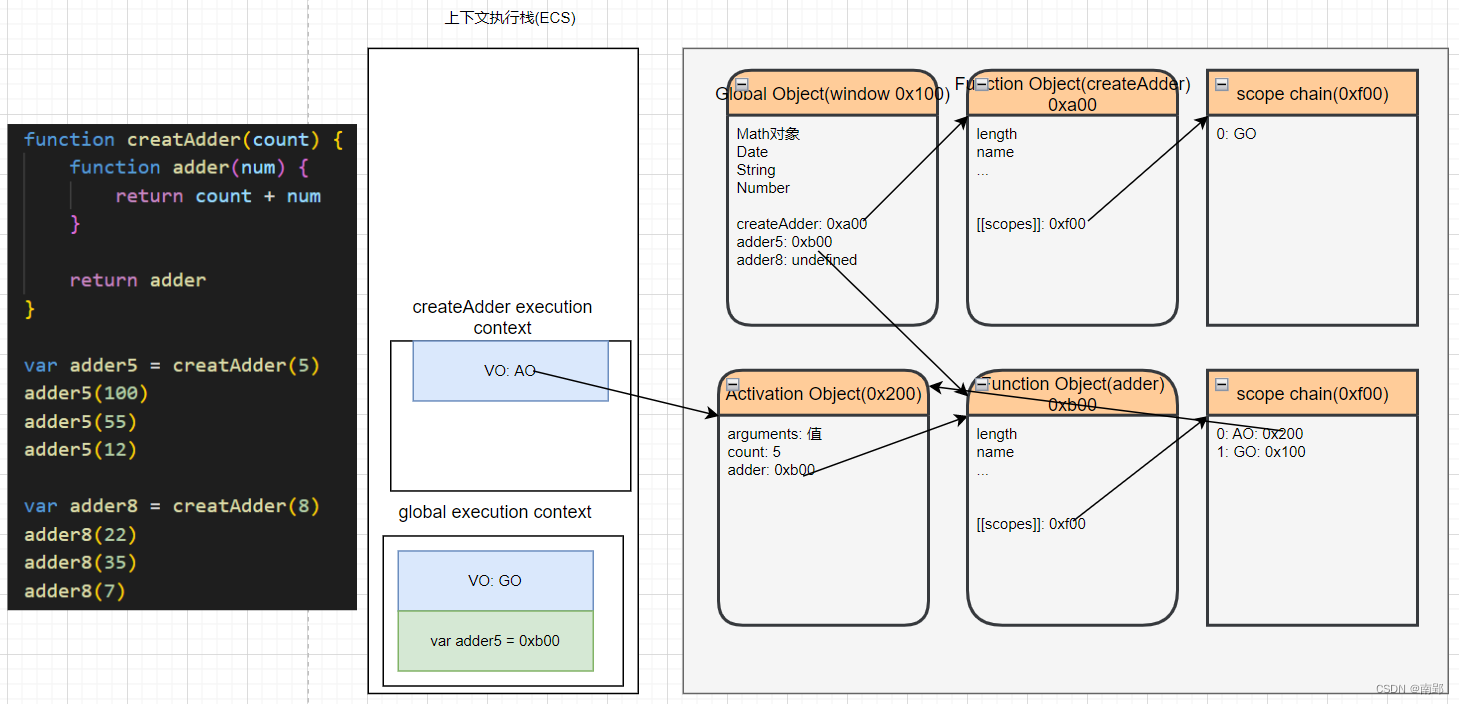 上下文执行栈(ECS)
function creatAdder(count) {
function adder(num) {
return count + num
}
return adder
}
var adder5 = creatAdder(5)
adder5(100)
adder5(55)
adder5(12)
var adder8 = creatAdder(8)
adder8(22)
adder8(35)
adder8(7)
createAdder execution
context
VO: AO
global execution context
VO: GO
var adder5 = 0xb00
Global Object(window 0x100)
Math对象
Date
String
Number
createAdder: 0xa00
adder5: 0xb00
adder8: undefined
Function Object(createAdder)
0xa00
length
name
...
[[scopes]]: 0xf00
scope chain(0xf00)
0: GO
Activation Object(0x200)
arguments: 值
count: 5
adder: 0xb00
Function Object(adder)
0xb00
length
name
...
[[scopes]]: 0xf00
scope chain(0xf00)
0: AO: 0x200
1: GO: 0x100
CSDN @南郢